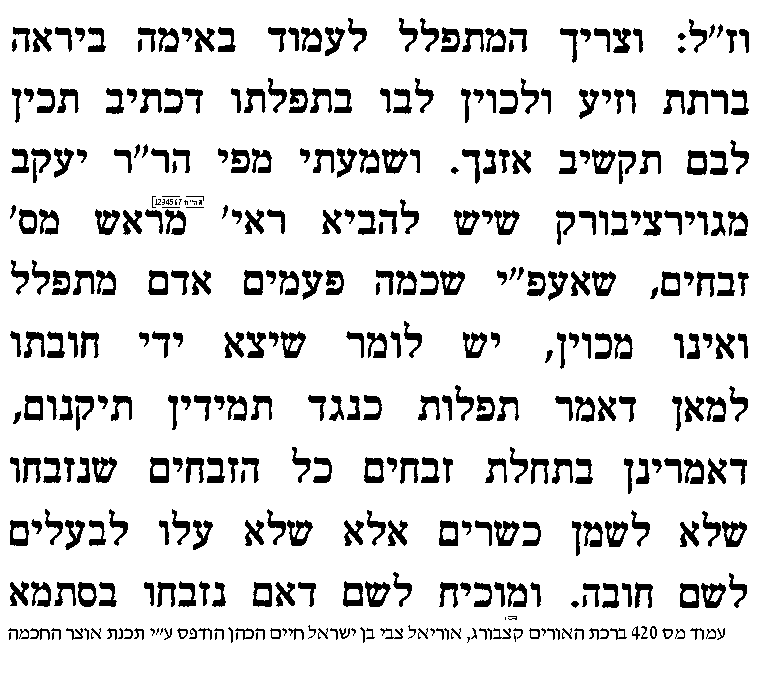 וז״ל: וצריך המתפלל לעמוד באימה ביראה
ברתת וזיע ולכוין לבו בתפלתו דכתיב תכין
לבם תקשיב אזנך. ושמעתי מפי הר״ר יעקב
מגוירציבורק שיש להביא ראי׳ מראש מס׳
זבחים, שאעפ״י שכמה פעמים אדם מתפלל
ואינו מכוין, יש לומר שיצא ידי חובתו
למאן דאמר תפלות כנגד תמידין תיקנום,
דאמרינן בתחלת זבחים כל הזבחים שנזבחו
שלא לשמן כשרים אלא שלא עלו לבעלים
לשם חובה. ומוכיח לשם דאם נזבחו בסתמא
עמוד מס 420 ברכת האורים קצבורג, אוריאל צבי בן ישראל חיים הכהן הודפס ע״י תכנת אוצר החכמה